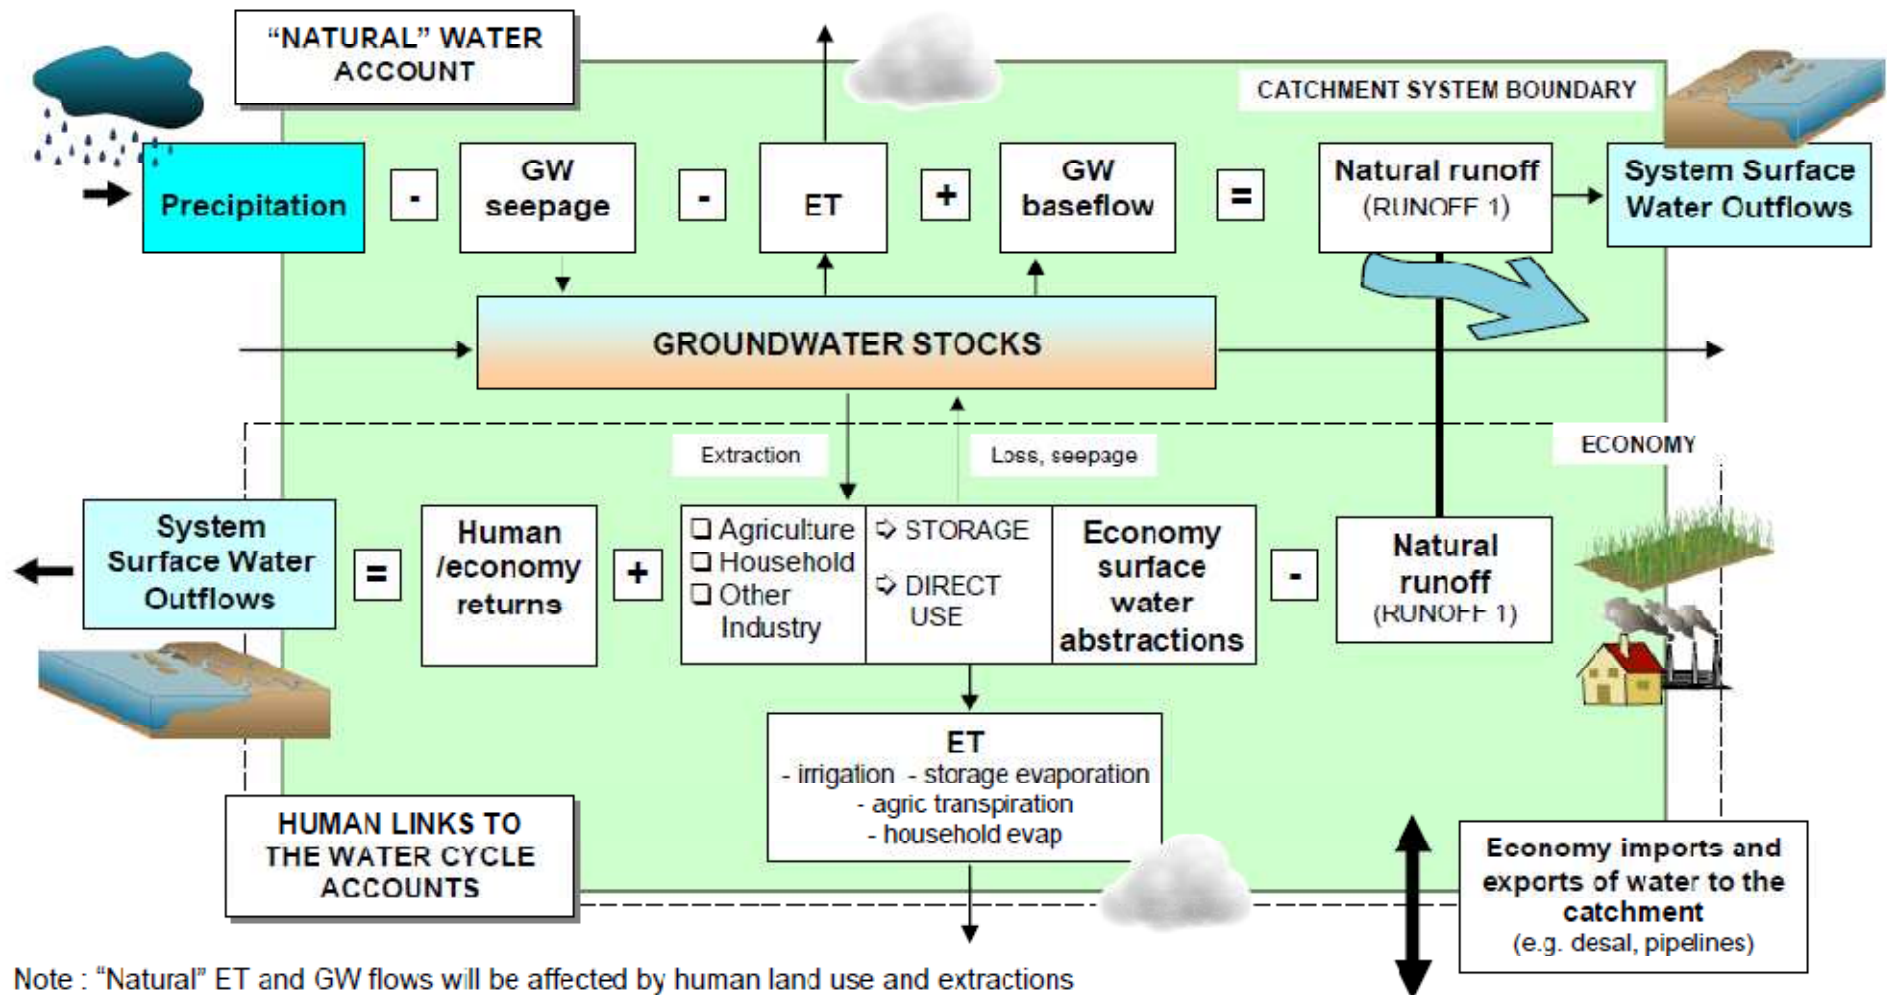 “NATURAL” WATER
ACCOUNT
CATCHMENT SYSTEM BOUNDARY
Precipitation
-
GW
seepage
-
ET
+
GW
baseflow
=
Natural runoff
(RUNOFF 1)
System Surface
Water Outflows
GROUNDWATER STOCKS
Extraction
Loss, seepage
ECONOMY
System
Surface Water
Outflows
=
Human
/economy
returns
+
❑ Agriculture
❑ Household
❑ Other
Industry
➩ STORAGE
➩ DIRECT
USE
Economy
surface
water
abstractions
-
Natural
runoff
(RUNOFF 1)
ET
- irrigation - storage evaporation
- agric transpiration
- household evap
HUMAN LINKS TO
THE WATER CYCLE
ACCOUNTS
Economy imports and
exports of water to the
catchment
(e.g. desal, pipelines)
Note : “Natural” ET and GW flows will be affected by human land use and extractions